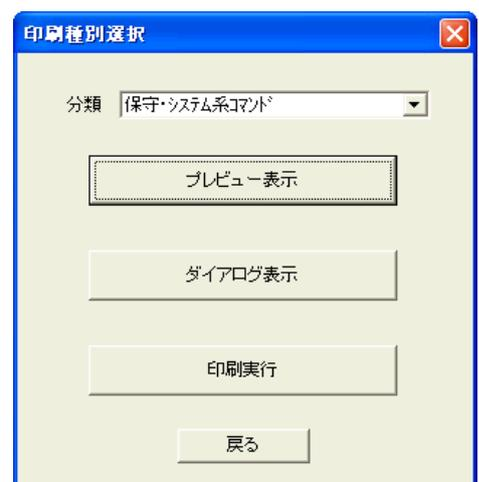 印刷種別選択
分類 保守･システム系コマンド
プレビュー表示
ダイアログ表示
印刷実行
戻る